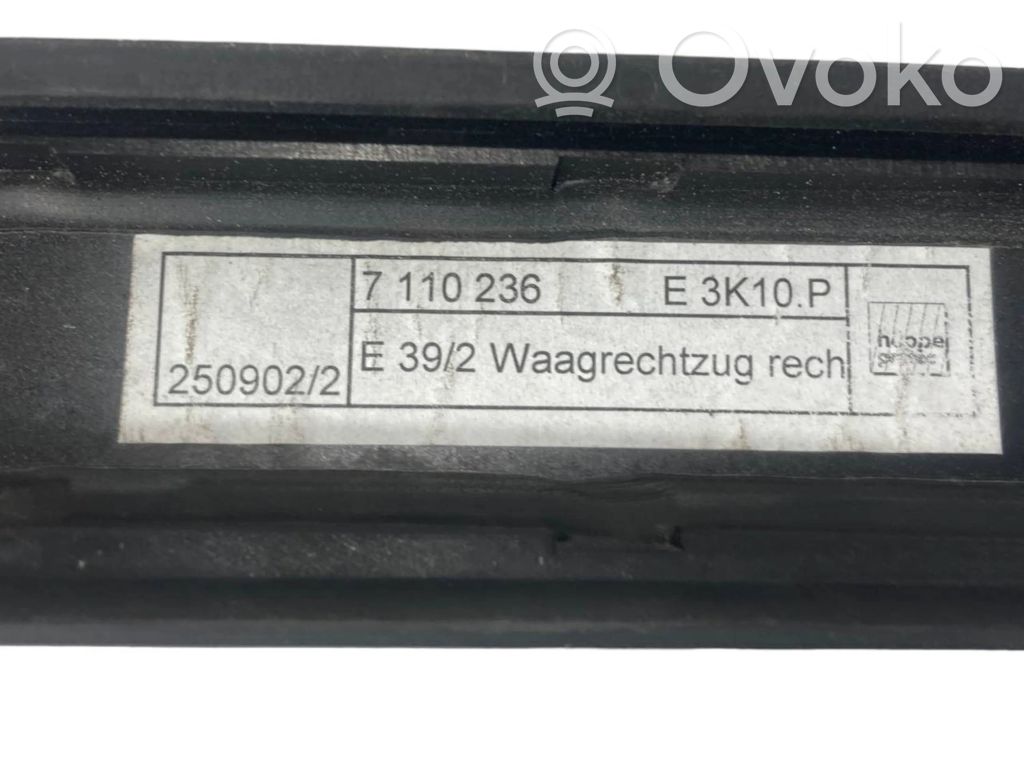 Ovoko
7 110 236 E 3K10.P
250902/2 E 39/2 Waagrechtzug rech